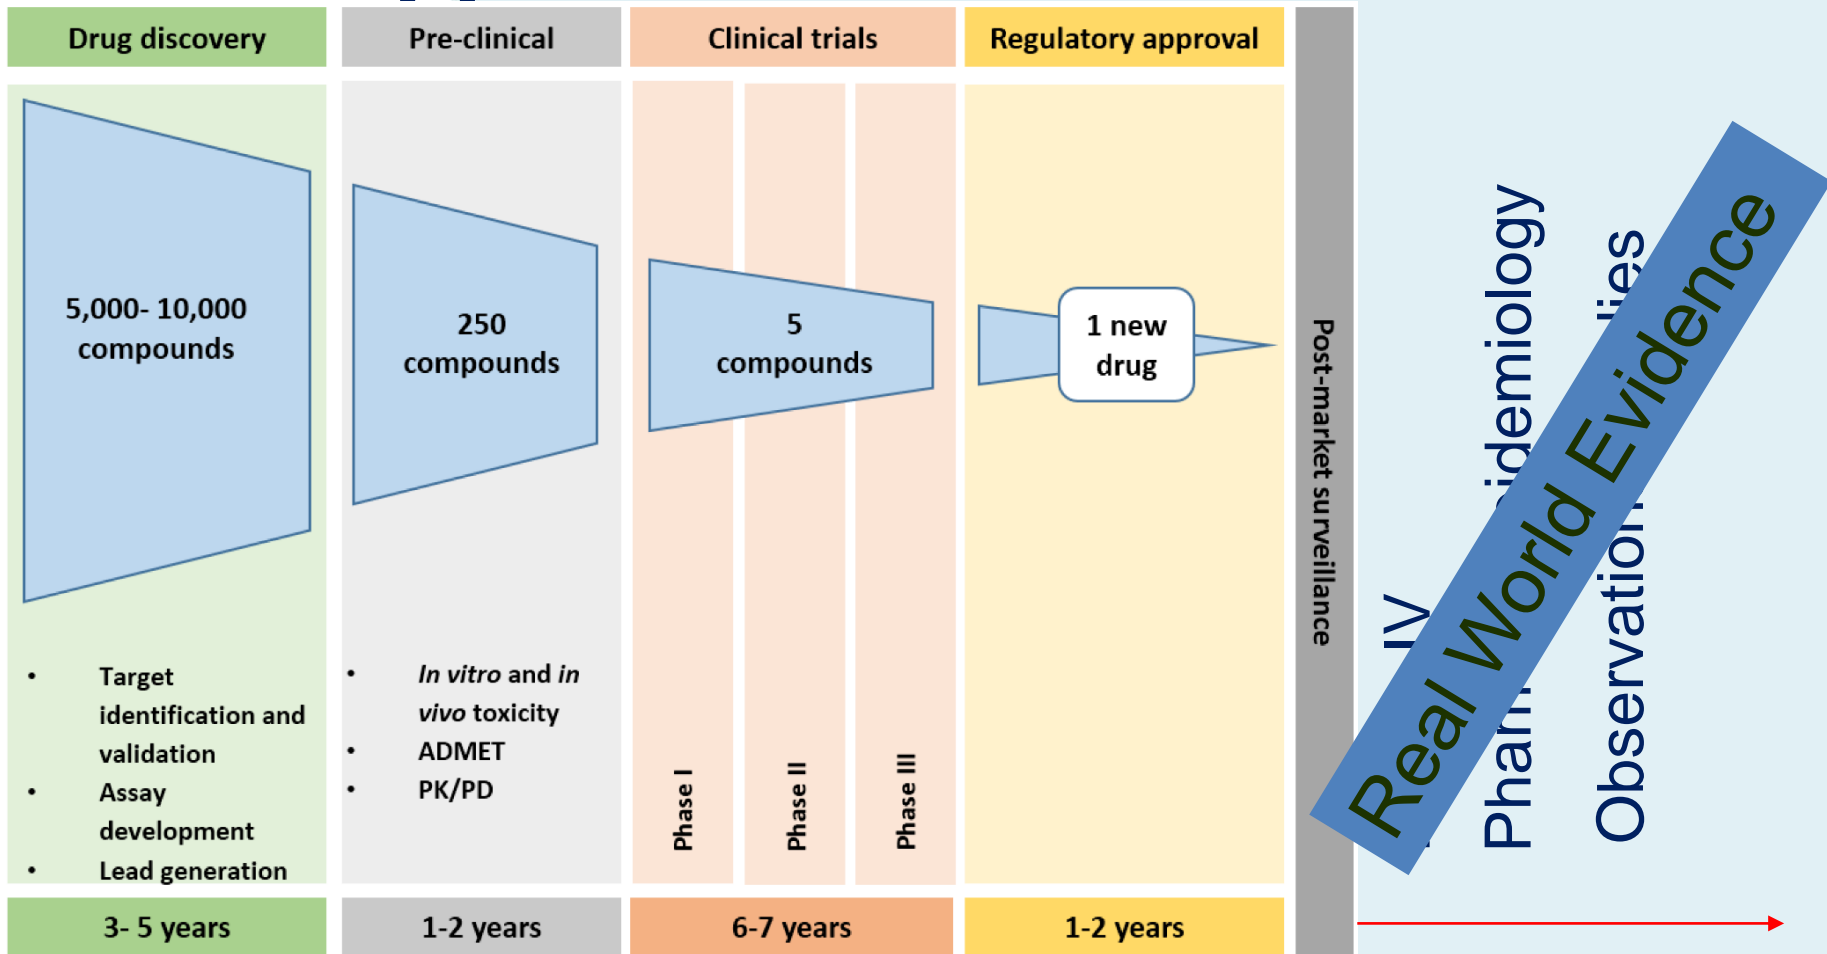 Drug discovery
Pre-clinical
Clinical trials
Regulatory approval
5,000- 10,000
compounds
250
compounds
5
compounds
1 new
drug
• Target
identification and
validation
• Assay
development
• Lead generation
• In vitro and in
vivo toxicity
• ADMET
• PK/PD
Phase I
Phase II
Phase III
3- 5 years
1-2 years
6-7 years
1-2 years
Post-market surveillance
IV
Real World Evidence